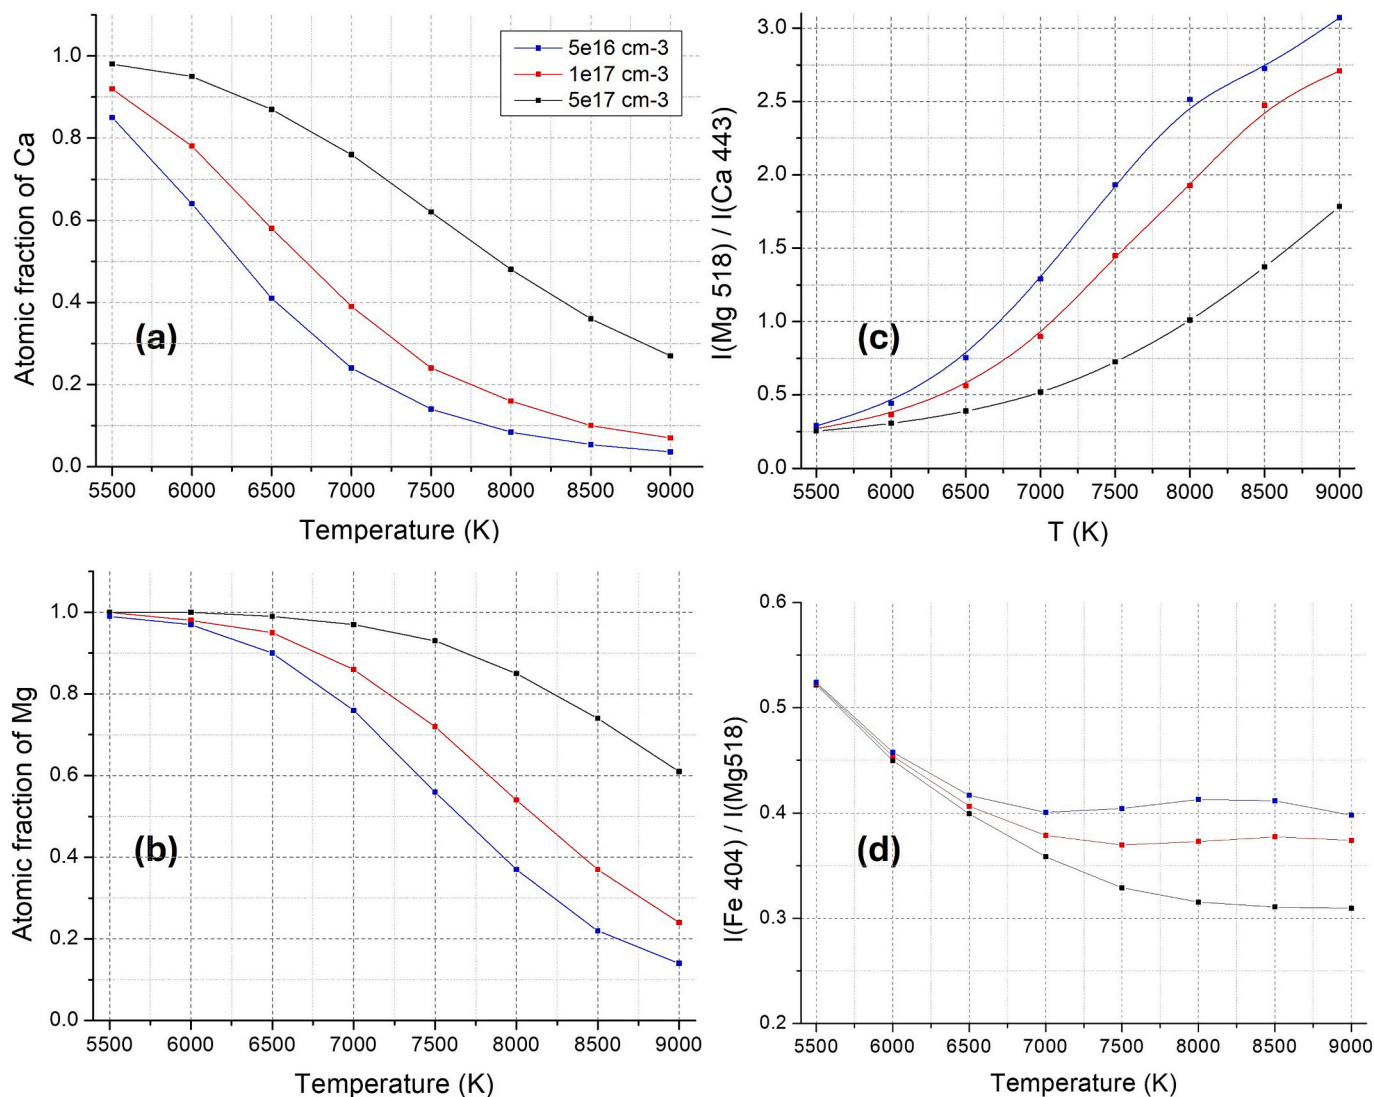 Atomic fraction of Ca
1.0
0.8
0.6
0.4
0.2
0.0
5e16 cm-3
1e17 cm-3
5e17 cm-3
(a)
5500 6000 6500 7000 7500 8000 8500 9000
Temperature (K)
I(Mg 518) / I(Ca 443)
3.0
2.5
2.0
1.5
1.0
0.5
0.0
(c)
5500 6000 6500 7000 7500 8000 8500 9000
T (K)
Atomic fraction of Mg
1.0
0.8
0.6
0.4
0.2
0.0
(b)
5500 6000 6500 7000 7500 8000 8500 9000
Temperature (K)
I(Fe 404) / I(Mg518)
0.6
0.5
0.4
0.3
0.2
(d)
5500 6000 6500 7000 7500 8000 8500 9000
Temperature (K)